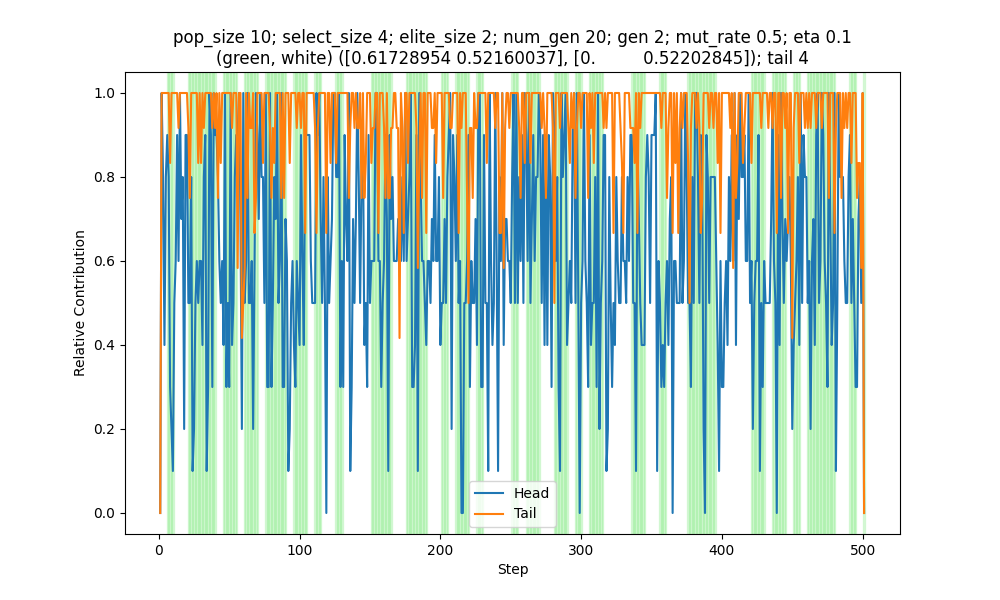 pop_size 10; select_size 4; elite_size 2; num_gen 20; gen 2; mut_rate 0.5; eta 0.1
(green, white) ([0.61728954 0.52160037], [0.         0.52202845]); tail 4
Relative Contribution
1.0
0.8
0.6
0.4
0.2
0.0
Head
Tail
0 100 200 300 400 500
Step